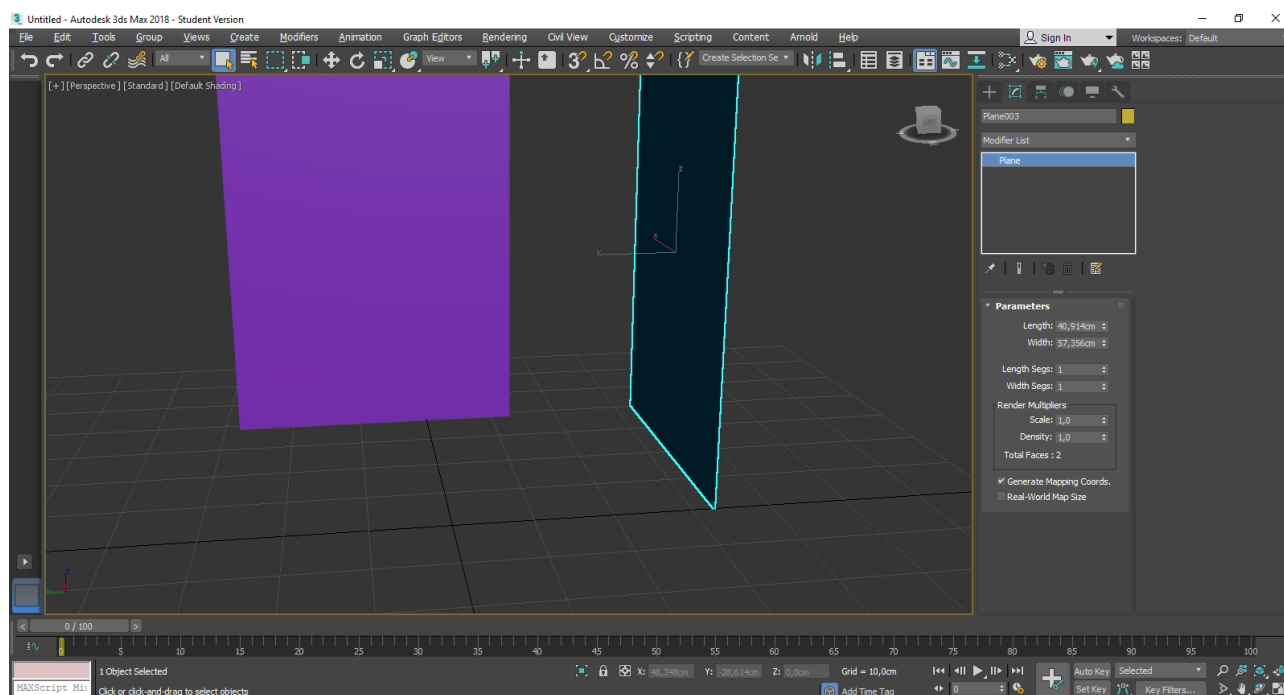 Untitled - Autodesk 3ds Max 2018 - Student Version
File Edit Tools Group Views Create Modifiers Animation Graph Editors Rendering Civil View Customize Scripting Content Arnold Help Sign In Workspaces: Default
All View Create Selection Se
[+] [Perspective] [Standard] [Default Shading]
LEFT
Plane003
Modifier List
Plane
z
x
y
Parameters
Length: 40,914cm
Width: 57,356cm
Length Segs: 1
Width Segs: 1
Render Multipliers
Scale: 1,0
Density: 1,0
Total Faces : 2
Generate Mapping Coords.
Real-World Map Size
z
0 / 100
0 5 10 15 20 25 30 35 40 45 50 55 60 65 70 75 80 85 90 95 100
1 Object Selected X: 48,348cm Y: -28,614cm Z: 0,0cm Grid = 10,0cm Auto Key Selected
MAXScript Mi Click or click-and-drag to select objects Add Time Tag 0 Set Key Key Filters...